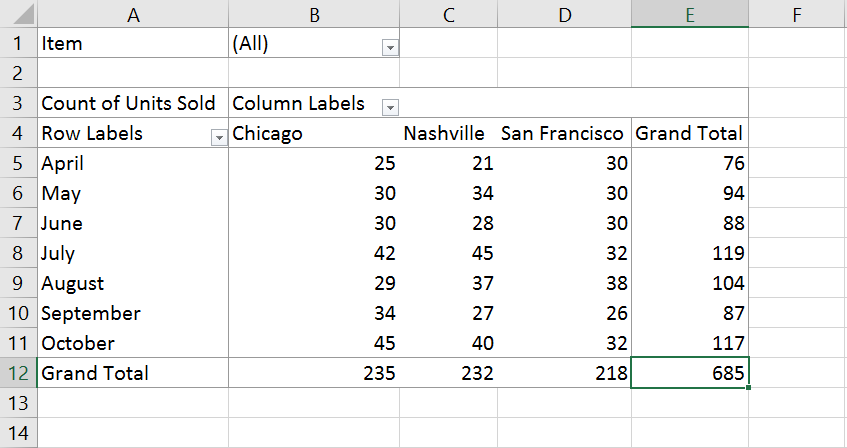 A B C D E F
1 Item (All)
2
3 Count of Units Sold Column Labels
4 Row Labels Chicago Nashville San Francisco Grand Total
5 April 25 21 30 76
6 May 30 34 30 94
7 June 30 28 30 88
8 July 42 45 32 119
9 August 29 37 38 104
10 September 34 27 26 87
11 October 45 40 32 117
12 Grand Total 235 232 218 685
13
14